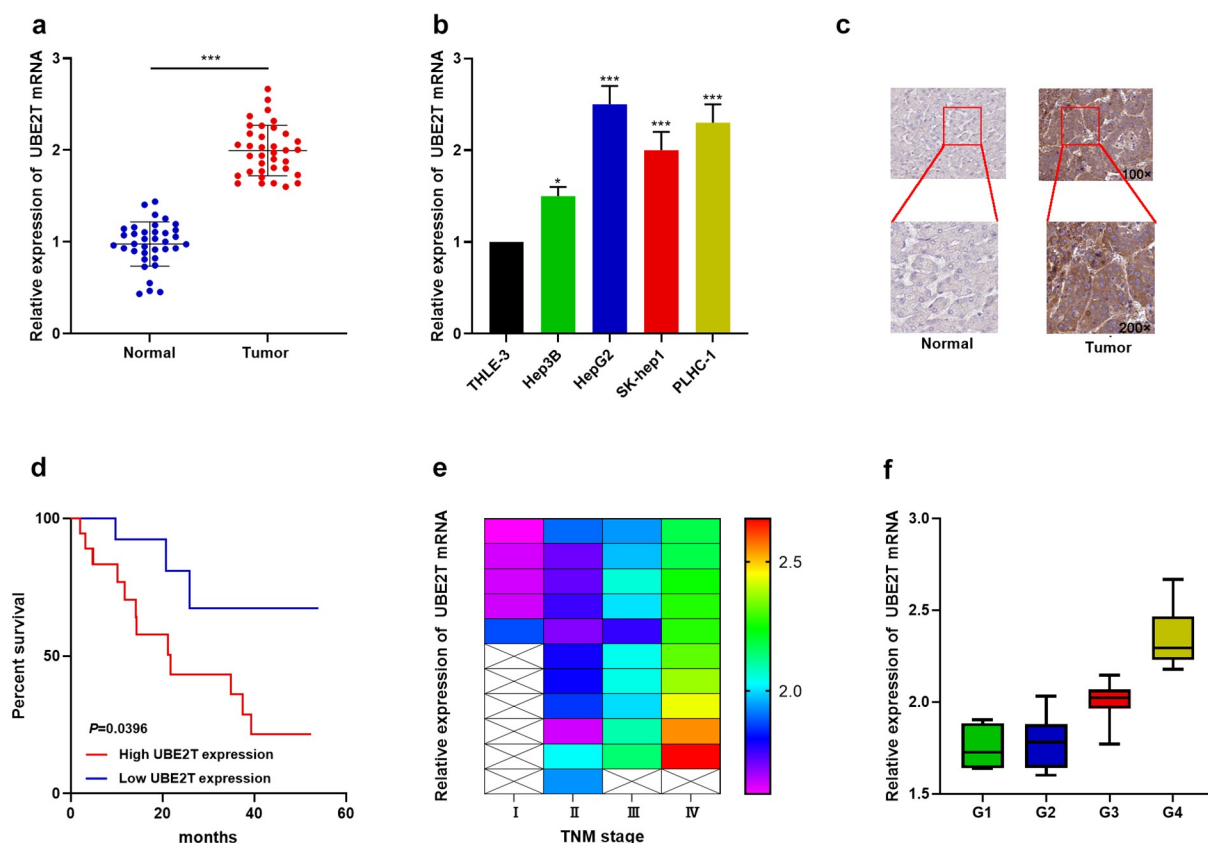 a
Relative expression of UBE2T mRNA
3
2
1
0
***
Normal
Tumor
b
Relative expression of UBE2T mRNA
3
2
1
0
*
***
***
***
THLE-3
Hep3B
HepG2
SK-hep1
PLHC-1
c
100×
200×
Normal
Tumor
d
Percent survival
100
50
0
P=0.0396
High UBE2T expression
Low UBE2T expression
0
20
40
60
months
e
Relative expression of UBE2T mRNA
2.5
2.0
Ⅰ
Ⅱ
Ⅲ
Ⅳ
TNM stage
f
Relative expression of UBE2T mRNA
3.0
2.5
2.0
1.5
G1
G2
G3
G4